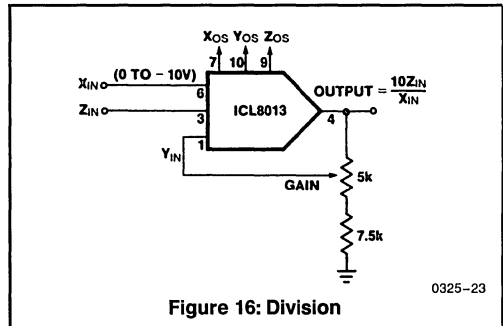 XOS YOS ZOS
7 10 9
XIN (0 TO - 10V)
6
ZIN
3
ICL8013
4
OUTPUT = 10ZIN
XIN
1
YIN
GAIN
5k
7.5k
0325-23
Figure 16: Division